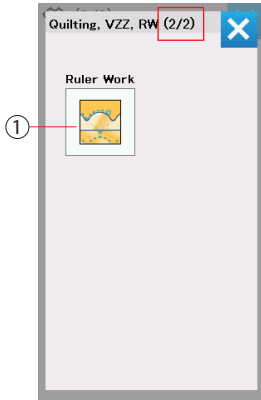 Quilting, VZZ, RW (2/2)
Ruler Work
①